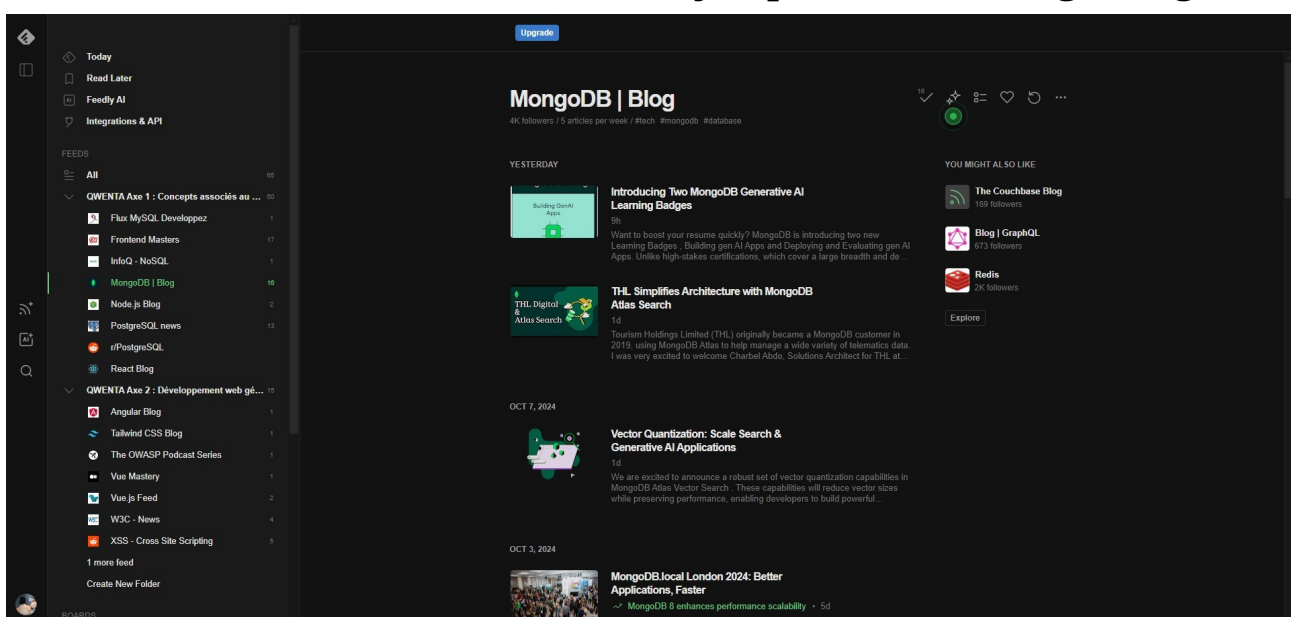 Upgrade
Today
Read Later
Feedly AI
Integrations & API
FEEDS
All 65
QWENTA Axe 1 : Concepts associés au ... 50
Flux MySQL Developpez 1
Frontend Masters 17
InfoQ - NoSQL 1
MongoDB | Blog 16
Node.js Blog 2
PostgreSQL news 13
r/PostgreSQL
React Blog
QWENTA Axe 2 : Développement web gé... 15
Angular Blog 1
Tailwind CSS Blog 1
The OWASP Podcast Series 1
Vue Mastery 1
Vue.js Feed 2
W3C - News 4
XSS - Cross Site Scripting 5
1 more feed
Create New Folder
BOARDS
MongoDB | Blog
16
4K followers / 5 articles per week / #tech #mongodb #database
YESTERDAY
Building GenAI
Apps
Introducing Two MongoDB Generative AI
Learning Badges
9h
Want to boost your resume quickly? MongoDB is introducing two new
Learning Badges , Building gen AI Apps and Deploying and Evaluating gen AI
Apps. Unlike high-stakes certifications, which cover a large breadth and de...
THL Digital
&
Atlas Search
THL Simplifies Architecture with MongoDB
Atlas Search
1d
Tourism Holdings Limited (THL) originally became a MongoDB customer in
2019, using MongoDB Atlas to help manage a wide variety of telematics data.
I was very excited to welcome Charbel Abdo, Solutions Architect for THL at...
OCT 7, 2024
Vector Quantization: Scale Search &
Generative AI Applications
1d
We are excited to announce a robust set of vector quantization capabilities in
MongoDB Atlas Vector Search . These capabilities will reduce vector sizes
while preserving performance, enabling developers to build powerful...
OCT 3, 2024
MongoDB.local London 2024: Better
Applications, Faster
MongoDB 8 enhances performance scalability • 5d
YOU MIGHT ALSO LIKE
The Couchbase Blog
169 followers
Blog | GraphQL
673 followers
Redis
2K followers
Explore